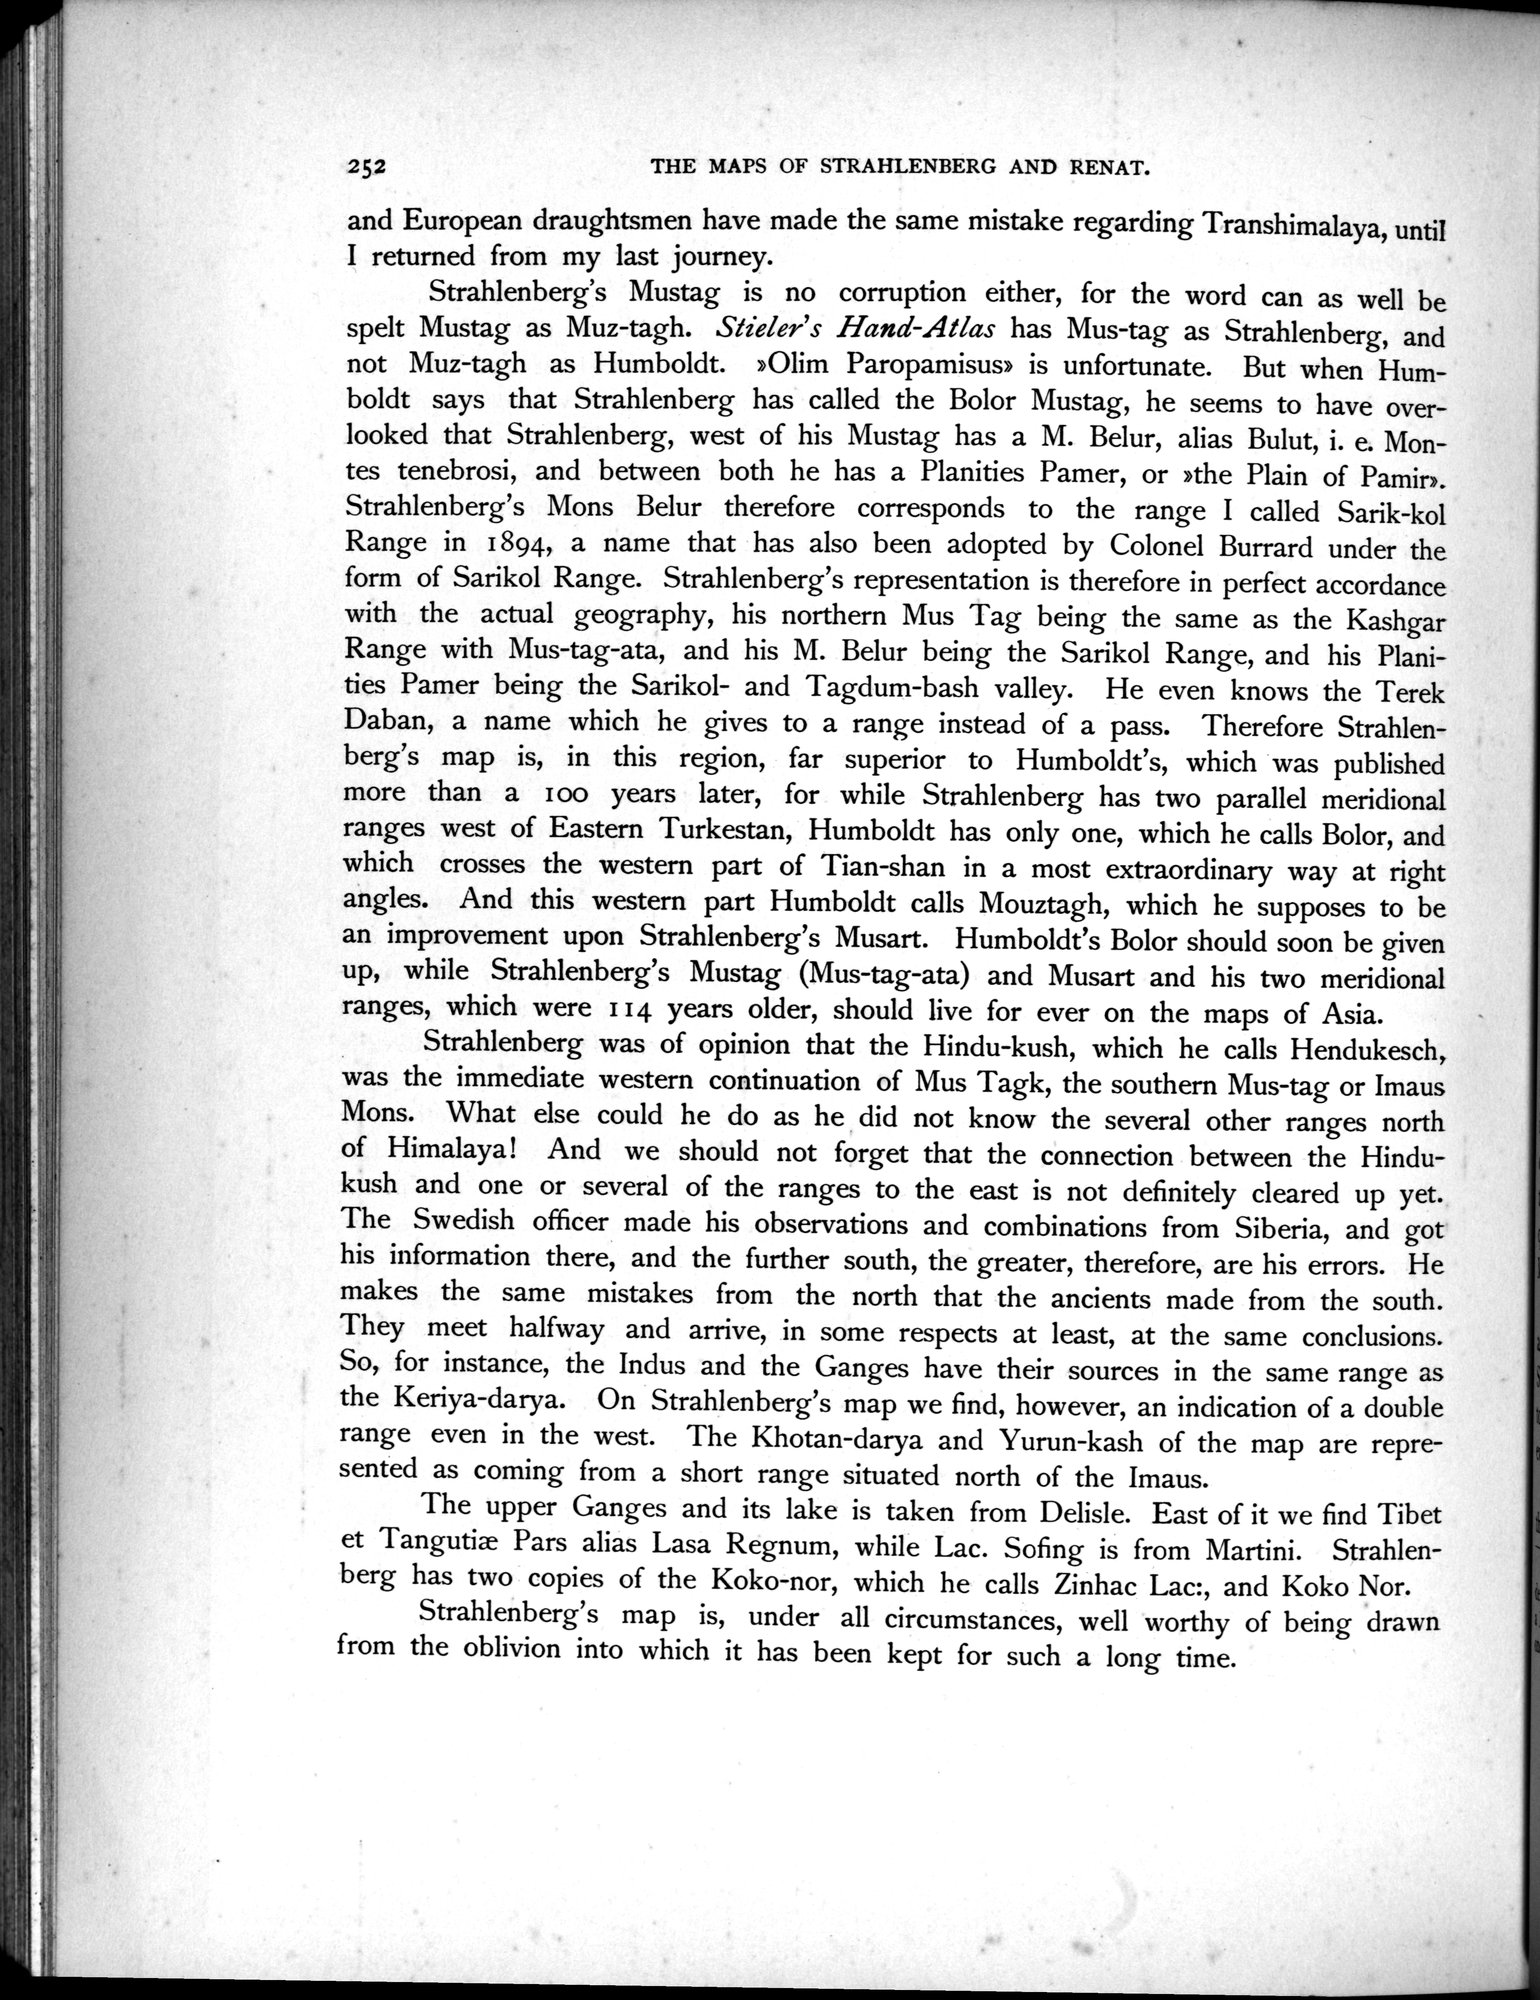 252 THE MAPS OF STRAHLENBERG AND RENAT.
and European draughtsmen have made the same mistake regarding Transhimalaya, until
I returned from my last journey.
Strahlenberg's Mustag is no corruption either, for the word can as well be
spelt Mustag as Muz-tagh. Stieler's Hand-Atlas has Mus-tag as Strahlenberg, and
not Muz-tagh as Humboldt. »Olim Paropamisus» is unfortunate. But when Hum-
boldt says that Strahlenberg has called the Bolor Mustag, he seems to have over-
looked that Strahlenberg, west of his Mustag has a M. Belur, alias Bulut, i. e. Mon-
tes tenebrosi, and between both he has a Planities Pamer, or »the Plain of Pamir».
Strahlenberg's Mons Belur therefore corresponds to the range I called Sarik-kol
Range in 1894, a name that has also been adopted by Colonel Burrard under the
form of Sarikol Range. Strahlenberg's representation is therefore in perfect accordance
with the actual geography, his northern Mus Tag being the same as the Kashgar
Range with Mus-tag-ata, and his M. Belur being the Sarikol Range, and his Plani-
ties Pamer being the Sarikol- and Tagdum-bash valley. He even knows the Terek
Daban, a name which he gives to a range instead of a pass. Therefore Strahlen-
berg's map is, in this region, far superior to Humboldt's, which was published
more than a 100 years later, for while Strahlenberg has two parallel meridional
ranges west of Eastern Turkestan, Humboldt has only one, which he calls Bolor, and
which crosses the western part of Tian-shan in a most extraordinary way at right
angles. And this western part Humboldt calls Mouztagh, which he supposes to be
an improvement upon Strahlenberg's Musart. Humboldt's Bolor should soon be given
up, while Strahlenberg's Mustag (Mus-tag-ata) and Musart and his two meridional
ranges, which were 114 years older, should live for ever on the maps of Asia.
Strahlenberg was of opinion that the Hindu-kush, which he calls Hendukesch,
was the immediate western continuation of Mus Tagk, the southern Mus-tag or Imaus
Mons. What else could he do as he did not know the several other ranges north
of Himalaya! And we should not forget that the connection between the Hindu-
kush and one or several of the ranges to the east is not definitely cleared up yet.
The Swedish officer made his observations and combinations from Siberia, and got
his information there, and the further south, the greater, therefore, are his errors. He
makes the same mistakes from the north that the ancients made from the south.
They meet halfway and arrive, in some respects at least, at the same conclusions.
So, for instance, the Indus and the Ganges have their sources in the same range as
the Keriya-darya. On Strahlenberg's map we find, however, an indication of a double
range even in the west. The Khotan-darya and Yurun-kash of the map are repre-
sented as coming from a short range situated north of the Imaus.
The upper Ganges and its lake is taken from Delisle. East of it we find Tibet
et Tangutiæ Pars alias Lasa Regnum, while Lac. Sofing is from Martini. Strahlen-
berg has two copies of the Koko-nor, which he calls Zinhac Lac:, and Koko Nor.
Strahlenberg's map is, under all circumstances, well worthy of being drawn
from the oblivion into which it has been kept for such a long time.